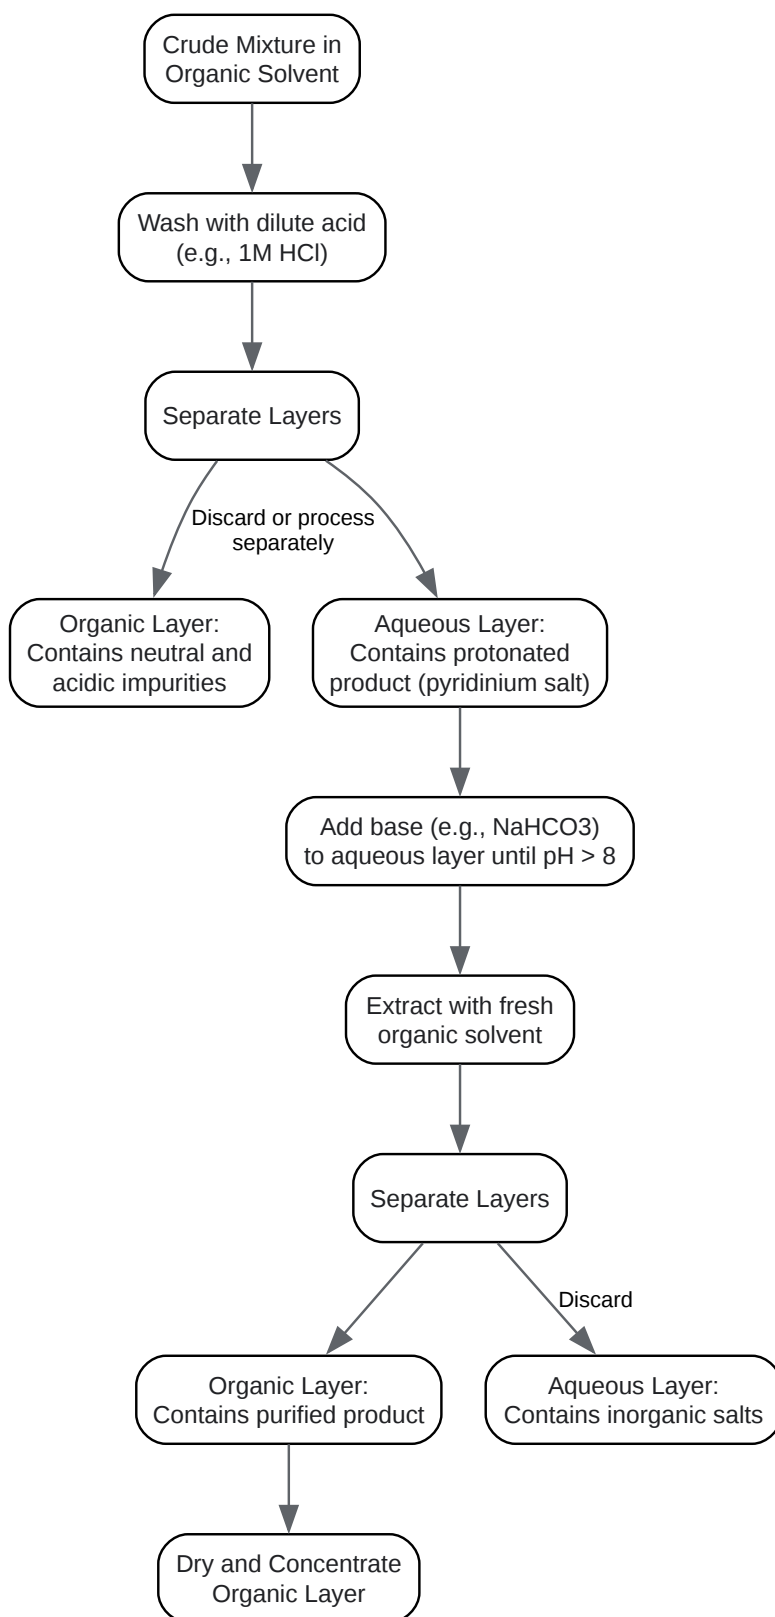 Crude Mixture in
Organic Solvent
Wash with dilute acid
(e.g., 1M HCl)
Separate Layers
Discard or process
separately
Organic Layer:
Contains neutral and
acidic impurities
Aqueous Layer:
Contains protonated
product (pyridinium salt)
Add base (e.g., NaHCO3)
to aqueous layer until pH > 8
Extract with fresh
organic solvent
Separate Layers
Discard
Organic Layer:
Contains purified product
Aqueous Layer:
Contains inorganic salts
Dry and Concentrate
Organic Layer